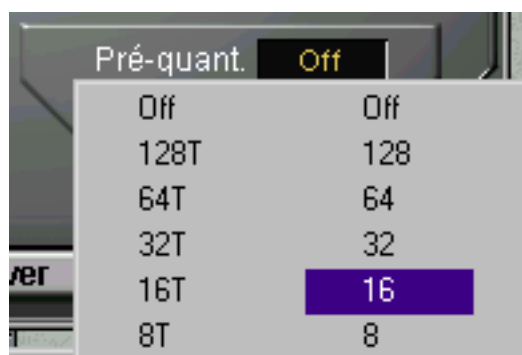 Pré-quant. Off
Off Off
128T 128
64T 64
32T 32
16T 16
8T 8